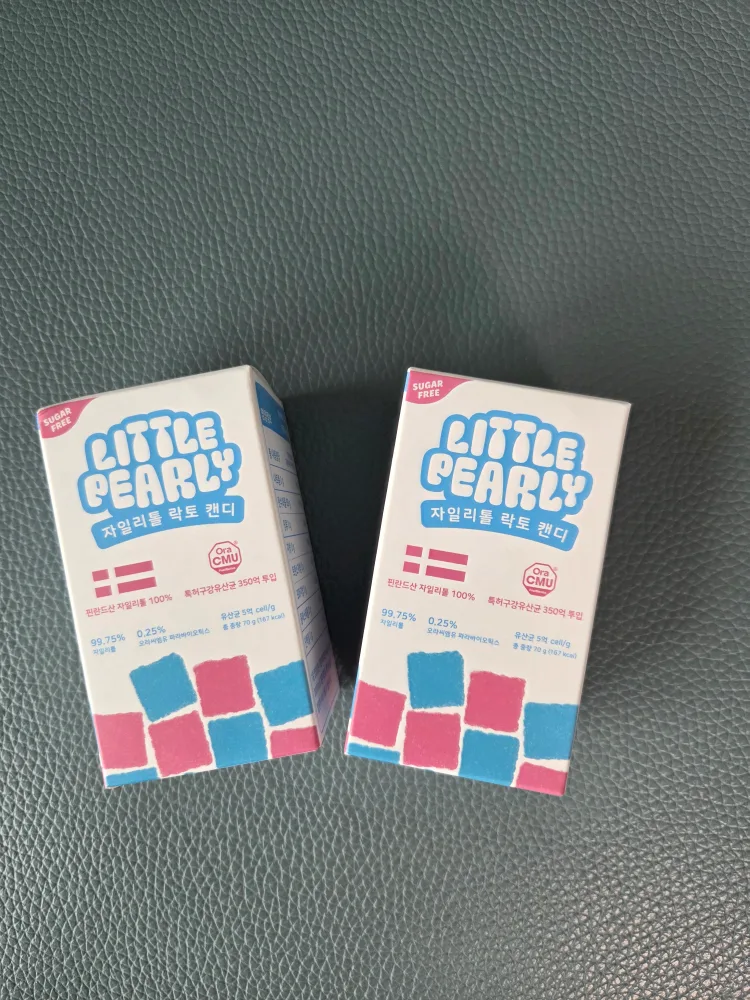 SUGAR
FREE
LITTLE
PEARLY
자일리톨 락토 캔디
핀란드산 자일리톨 100%
Ora
CMU
특허구강유산균 350억 투입
99.75%
자일리톨
0.25%
오라씨엠유 파라바이오틱스
유산균 5억 cell/g
총 중량 70 g (167 kcal)
SUGAR
FREE
LITTLE
PEARLY
자일리톨 락토 캔디
핀란드산 자일리톨 100%
Ora
CMU
특허구강유산균 350억 투입
99.75%
자일리톨
0.25%
오라씨엠유 파라바이오틱스
유산균 5억 cell/g
총 중량 70 g (167 kcal)